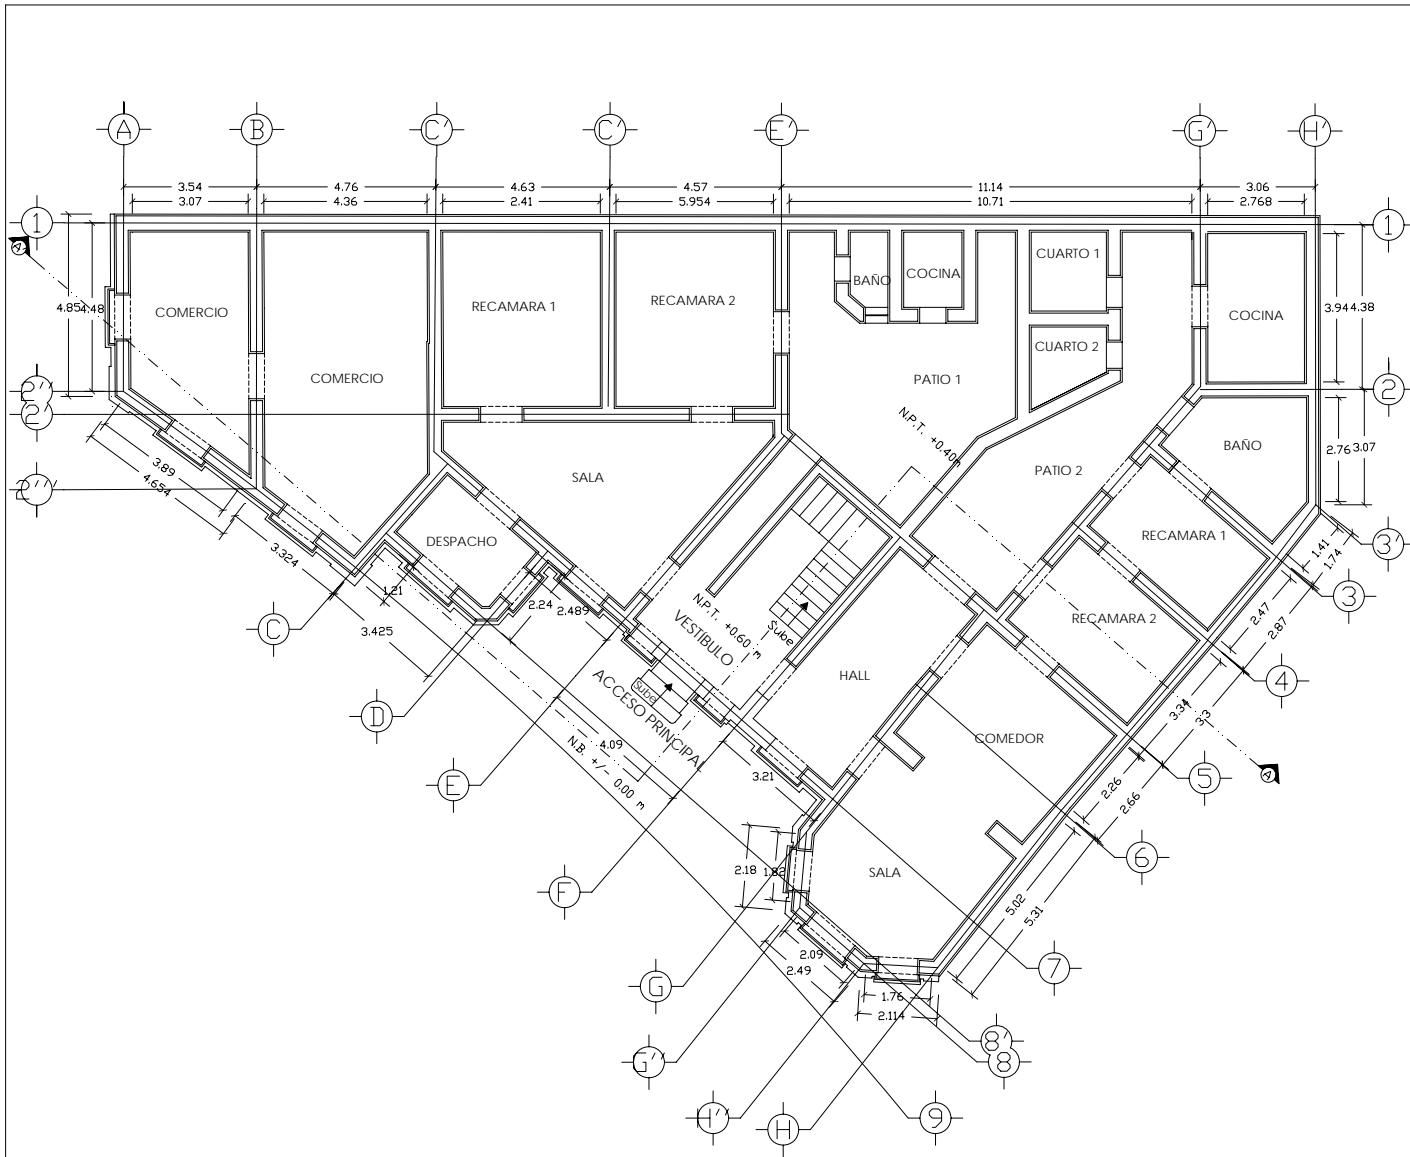 A B C' C' E' G' H'
3.54 4.76 4.63 4.57 11.14 3.06
3.07 4.36 2.41 5.954 10.71 2.768
1 1
A
4.85 4.48
COMERCIO
COMERCIO
RECAMARA 1
RECAMARA 2
BAÑO
COCINA
CUARTO 1
CUARTO 2
COCINA
3.94 4.38
PATIO 1
2'' 2
2'
2'''
N.P.T. +0.40m
PATIO 2
BAÑO
2.76 3.07
3.89
4.654
SALA
DESPACHO
RECAMARA 1
3.324
1.21
2.24
2.489
3.425
N.P.T. +0.60 m
VESTÍBULO
Sube
Sube
ACCESO PRINCIPAL
HALL
RECAMARA 2
3'
1.41
1.74
3
2.47
2.87
C
4
D
4.09
N.B. +/- 0.00 m
COMEDOR
3.34
3.3
A
E
3.21
5
2.26
2.66
6
F
2.18 1.82
SALA
5.02
5.31
2.09
2.49
7
G
1.76
2.114
8'
8
G''
H''
H
9